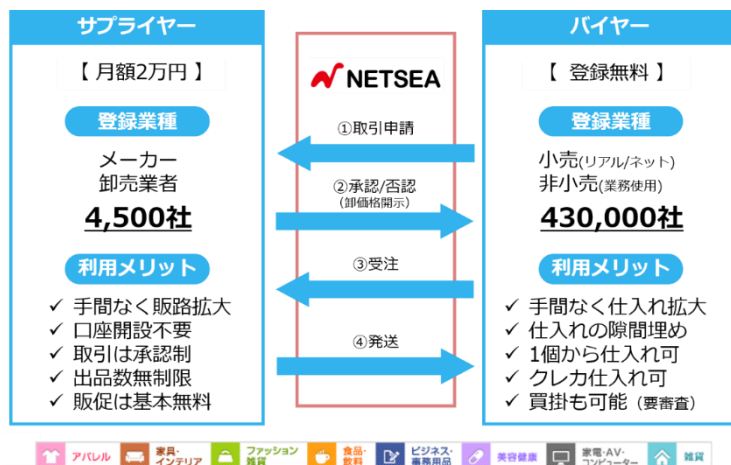 サプライヤー
【 月額2万円 】
登録業種
メーカー
卸売業者
4,500社
利用メリット
✓ 手間なく販路拡大
✓ 口座開設不要
✓ 取引は承認制
✓ 出品数無制限
✓ 販促は基本無料
NETSEA
①取引申請
②承認/否認
(卸価格開示)
③受注
④発送
バイヤー
【 登録無料 】
登録業種
小売(リアル/ネット)
非小売(業務使用)
430,000社
利用メリット
✓ 手間なく仕入れ拡大
✓ 仕入れの隙間埋め
✓ 1個から仕入れ可
✓ クレカ仕入れ可
✓ 買掛も可能（要審査）
アパレル
家具・
インテリア
ファッション
雑貨
食品・
飲料
ビジネス・
事務用品
美容健康
家電・AV・
コンピューター
雑貨